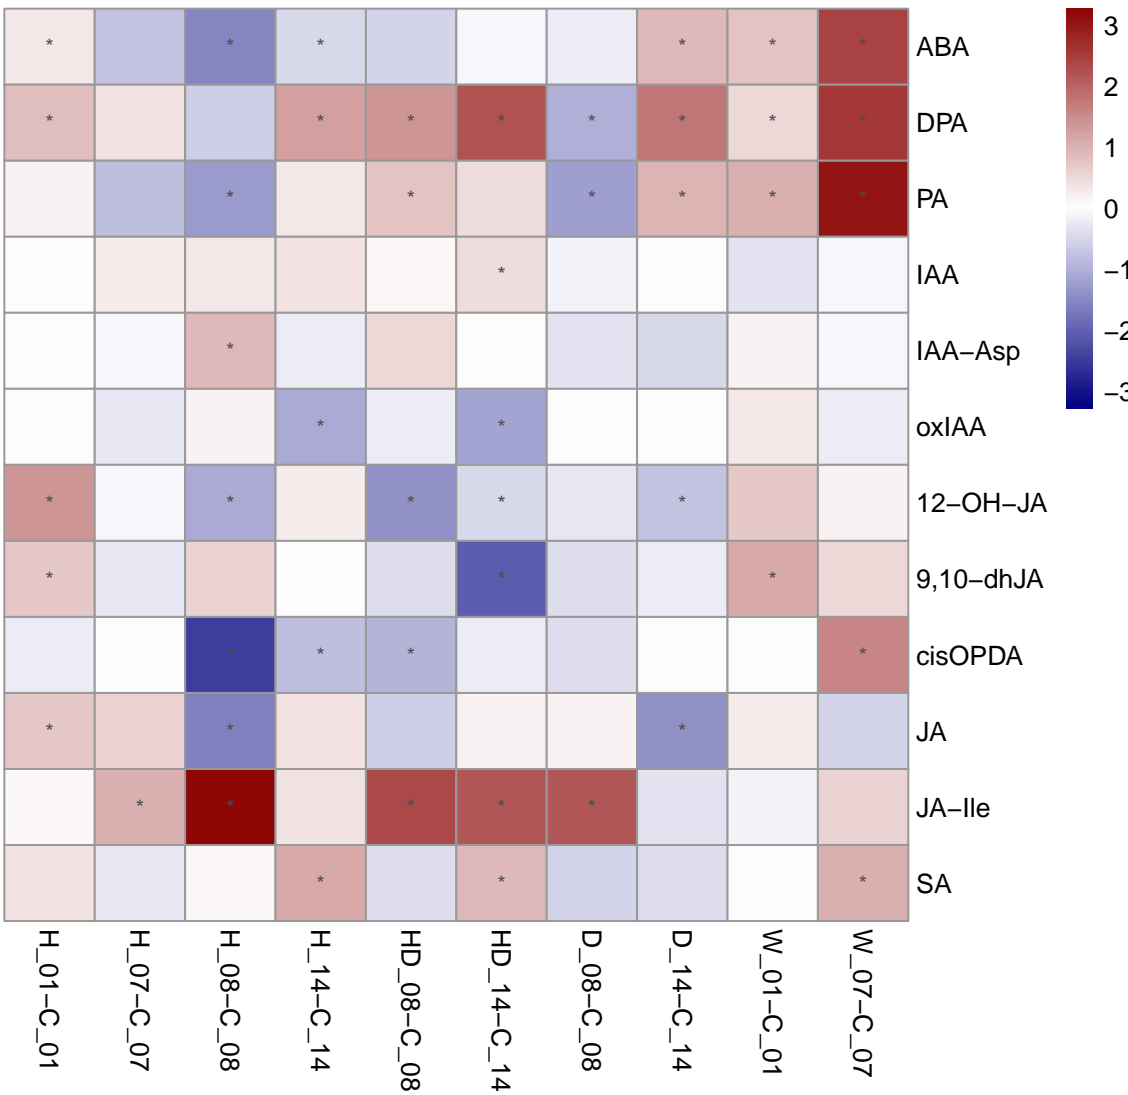 * * * * * * ABA
* * * * * * * * DPA
* * * * * * PA
* IAA
* IAA−Asp
* * oxIAA
* * * * * 12−OH−JA
* * * 9,10−dhJA
* * * * cisOPDA
* * * JA
* * * * * JA−Ile
* * * SA
3
2
1
0
−1
−2
−3
H_01−C_01
H_07−C_07
H_08−C_08
H_14−C_14
HD_08−C_08
HD_14−C_14
D_08−C_08
D_14−C_14
W_01−C_01
W_07−C_07